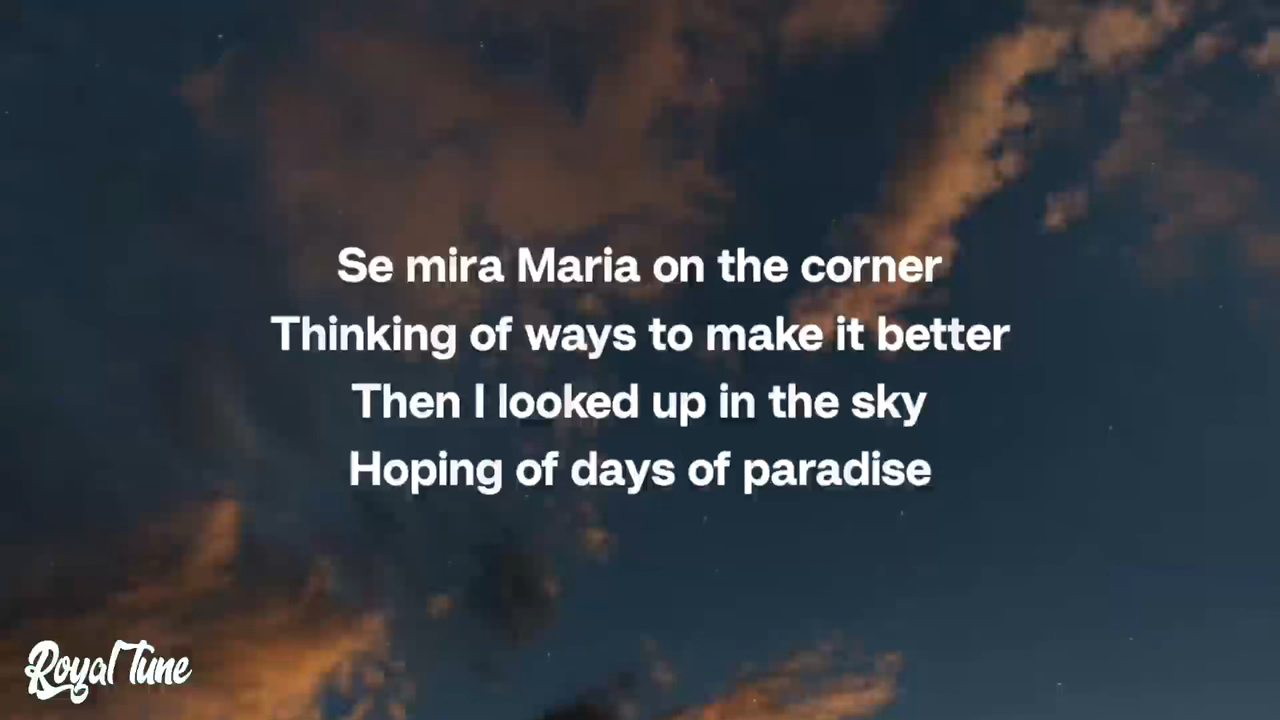 Se mira Maria on the corner
Thinking of ways to make it better
Then I looked up in the sky
Hoping of days of paradise
Royal Tune